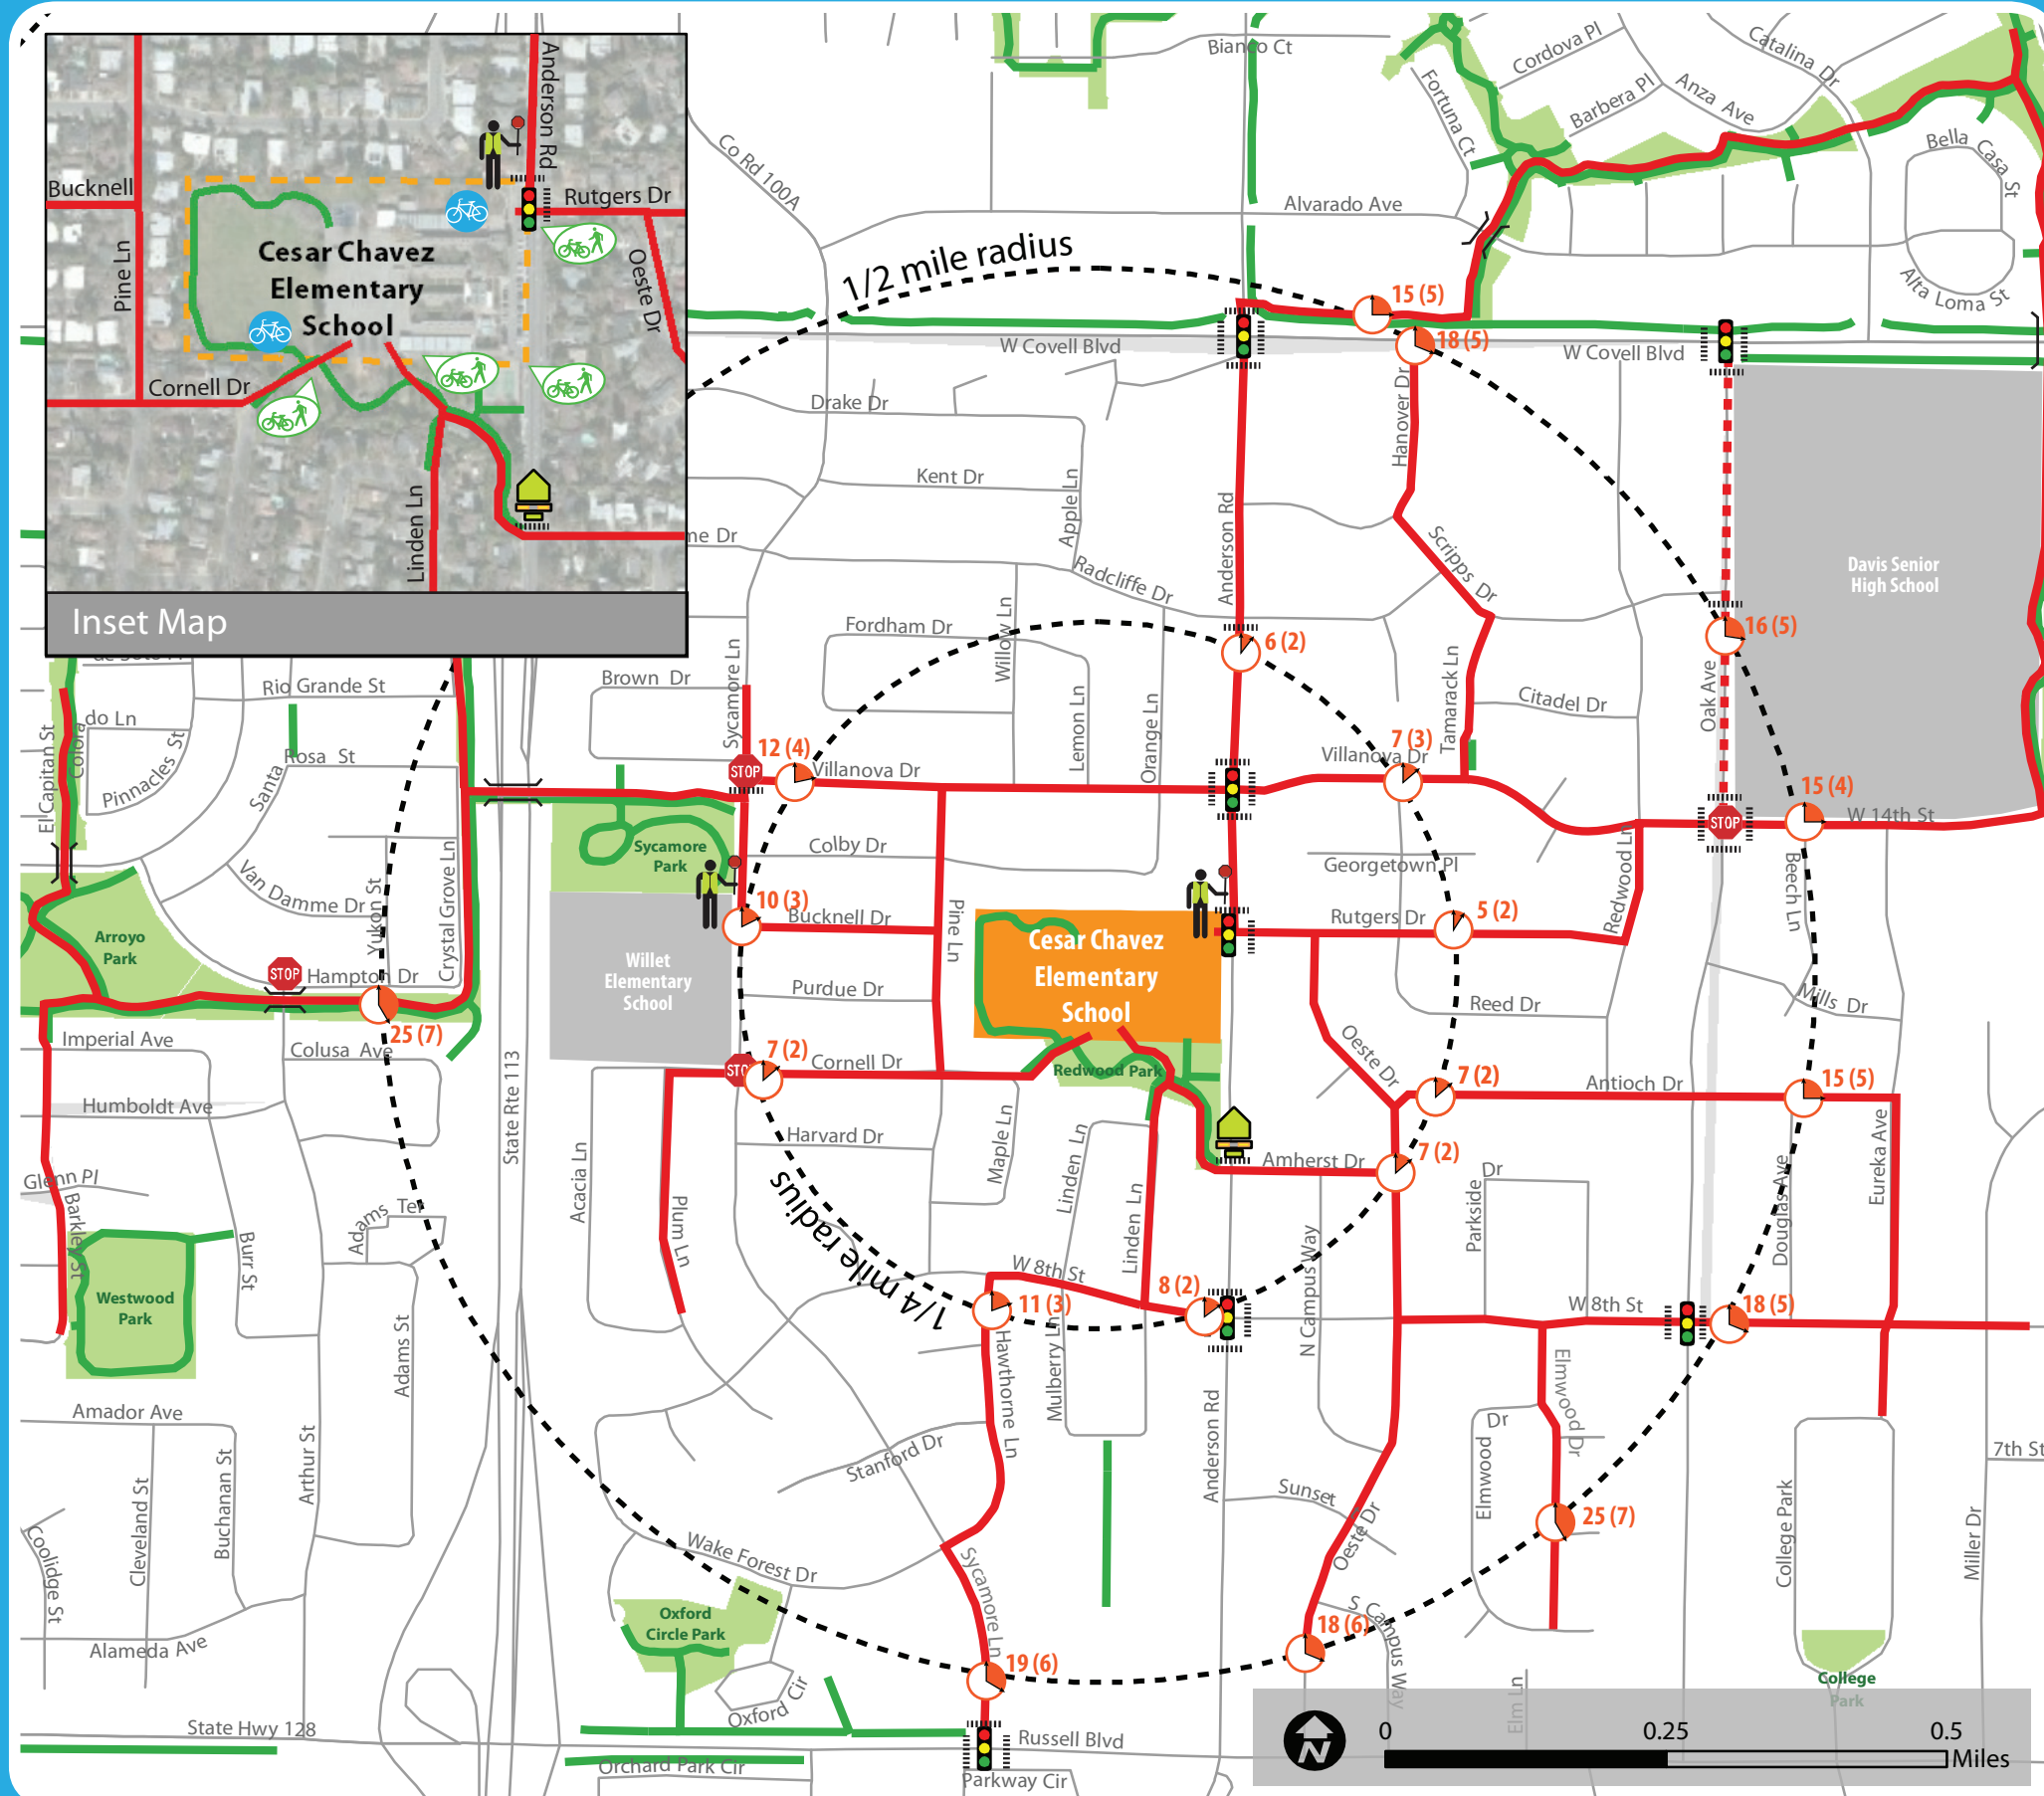 Bianco Ct
Cordova Pl
Catalina Dr
Fortuna Ct
Barbera Pl
Anza Ave
Bella Casa St
Co Rd 100A
Alvarado Ave
Alta Loma St
1/2 mile radius
15 (5)
18 (5)
W Covell Blvd
W Covell Blvd
Anderson Rd
Bucknell
Rutgers Dr
Pine Ln
Cesar Chavez
Elementary
School
Oeste Dr
Cornell Dr
Linden Ln
Inset Map
Drake Dr
Hanover Dr
Kent Dr
Apple Ln
me Dr
Radcliffe Dr
Anderson Rd
Scripps Dr
Davis Senior
High School
Fordham Dr
Willow Ln
6 (2)
16 (5)
Rio Grande St
Brown Dr
Sycamore Ln
Lemon Ln
Orange Ln
Tamarack Ln
Citadel Dr
Oak Ave
do Ln
Colora
El Capitan St
Pinnacles St
Santa Rosa St
12 (4)
STOP
Villanova Dr
7 (3)
Villanova Dr
15 (4)
STOP
W 14th St
Sycamore
Park
Colby Dr
Georgetown Pl
Redwood Ln
Beech Ln
Van Damme Dr
Yukon St
Crystal Grove Ln
10 (3)
Bucknell Dr
Pine Ln
Rutgers Dr
5 (2)
Arroyo
Park
Willet
Elementary
School
Cesar Chavez
Elementary
School
STOP
Hampton Dr
Purdue Dr
Reed Dr
Mills Dr
25 (7)
Imperial Ave
Colusa Ave
State Rte 113
7 (2)
STO
Cornell Dr
Redwood Park
Oeste Dr
7 (2)
Antioch Dr
15 (5)
Humboldt Ave
Harvard Dr
Maple Ln
Linden Ln
Amherst Dr
7 (2)
Eureka Ave
Glenn Pl
Barkley St
Acacia Ln
Plum Ln
Linden Ln
Parkside Dr
Douglas Ave
Adams Ter
Burr St
1/4 mile radius
N Campus Way
W 8th St
8 (2)
11 (3)
W 8th St
18 (5)
Westwood
Park
Adams St
Hawthorne Ln
Mulberry Ln
Elmwood Dr
Amador Ave
Arthur St
Anderson Rd
Elmwood Dr
Stanford Dr
7th St
Cleveland St
Buchanan St
Sunset
Oeste Dr
College Park
Miller Dr
25 (7)
Coolidge St
Wake Forest Dr
Sycamore Ln
S Campus Way
Oxford
Circle Park
18 (6)
Alameda Ave
19 (6)
College
Park
Oxford Cir
Elm Ln
State Hwy 128
Russell Blvd
Orchard Park Cir
Parkway Cir
N
0
0.25
0.5
Miles